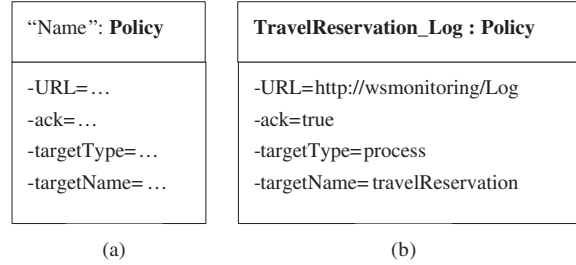 “Name”: Policy
-URL=…
-ack=…
-targetType=…
-targetName=…
(a)
TravelReservation_Log : Policy
-URL=http://wsmonitoring/Log
-ack=true
-targetType=process
-targetName=travelReservation
(b)